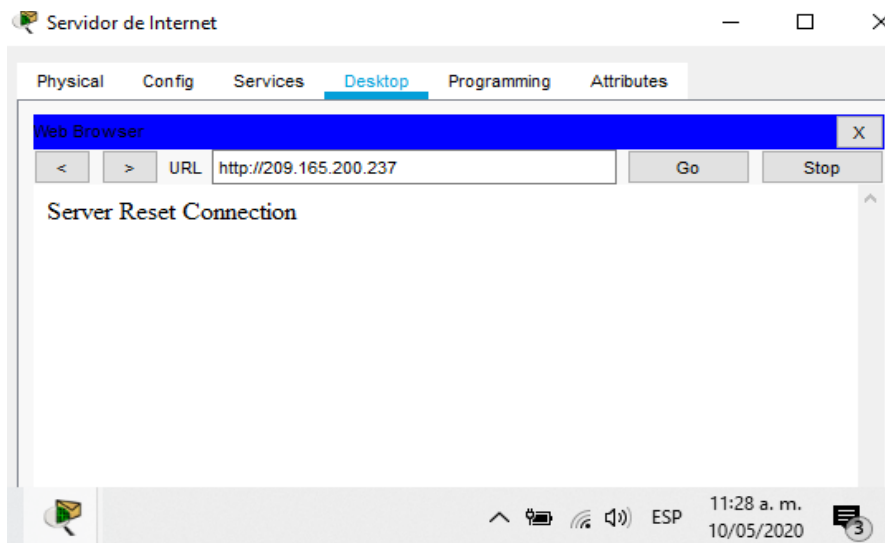 Servidor de Internet
Physical Config Services Desktop Programming Attributes
Web Browser X
< > URL http://209.165.200.237 Go Stop
Server Reset Connection
ESP 11:28 a. m.
10/05/2020 3